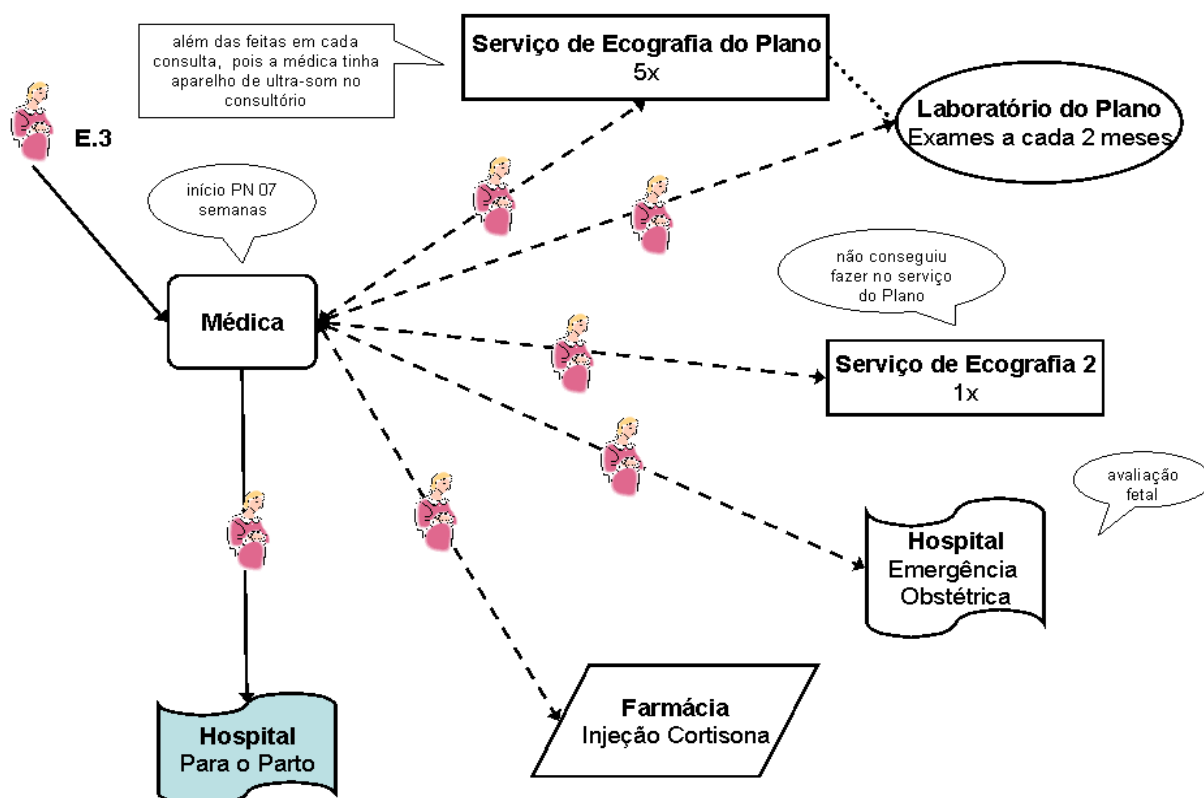 além das feitas em cada
consulta, pois a médica tinha
aparelho de ultra-som no
consultório
Serviço de Ecografia do Plano
5x
Laboratório do Plano
Exames a cada 2 meses
E.3
início PN 07
semanas
não conseguiu
fazer no serviço
do Plano
Médica
Serviço de Ecografia 2
1x
avaliação
fetal
Hospital
Emergência
Obstétrica
Farmácia
Injeção Cortisona
Hospital
Para o Parto